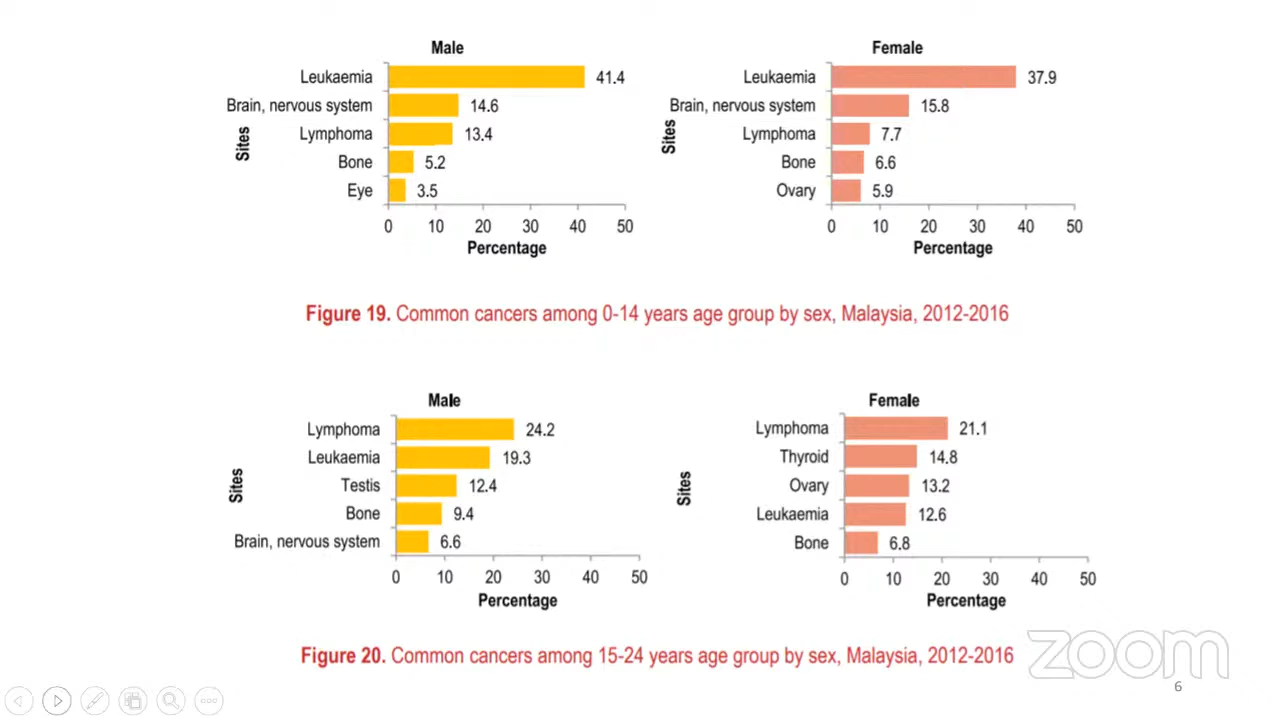 Male
Sites
Leukaemia 41.4
Brain, nervous system 14.6
Lymphoma 13.4
Bone 5.2
Eye 3.5
0 10 20 30 40 50
Percentage
Female
Sites
Leukaemia 37.9
Brain, nervous system 15.8
Lymphoma 7.7
Bone 6.6
Ovary 5.9
0 10 20 30 40 50
Percentage
Figure 19. Common cancers among 0-14 years age group by sex, Malaysia, 2012-2016
Male
Sites
Lymphoma 24.2
Leukaemia 19.3
Testis 12.4
Bone 9.4
Brain, nervous system 6.6
0 10 20 30 40 50
Percentage
Female
Sites
Lymphoma 21.1
Thyroid 14.8
Ovary 13.2
Leukaemia 12.6
Bone 6.8
0 10 20 30 40 50
Percentage
Figure 20. Common cancers among 15-24 years age group by sex, Malaysia, 2012-2016
zoom
6